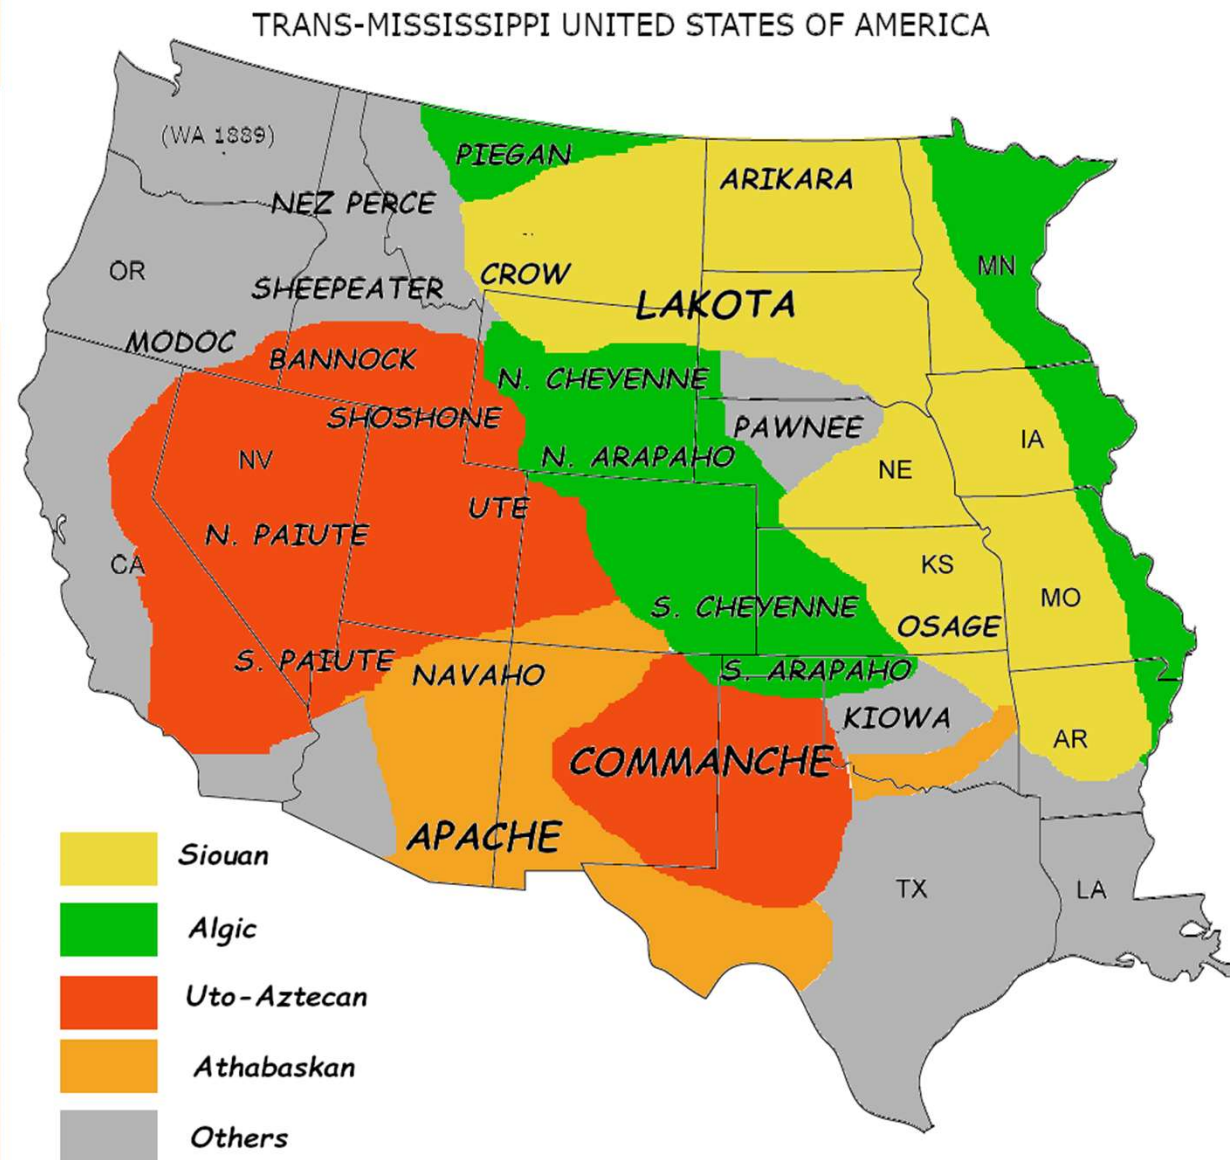 TRANS-MISSISSIPPI UNITED STATES OF AMERICA
(WA 1889)
PIEGAN
ARIKARA
NEZ PERCE
OR
MN
CROW
SHEEPEATER
LAKOTA
MODOC
BANNOCK
N. CHEYENNE
SHOSHONE
PAWNEE
IA
NV
N. ARAPAHO
NE
UTE
N. PAIUTE
CA
KS
MO
S. CHEYENNE
OSAGE
S. PAIUTE
NAVAHO
S. ARAPAHO
KIOWA
AR
COMMANCHE
APACHE
TX
LA
Siouan
Algic
Uto-Aztecan
Athabaskan
Others